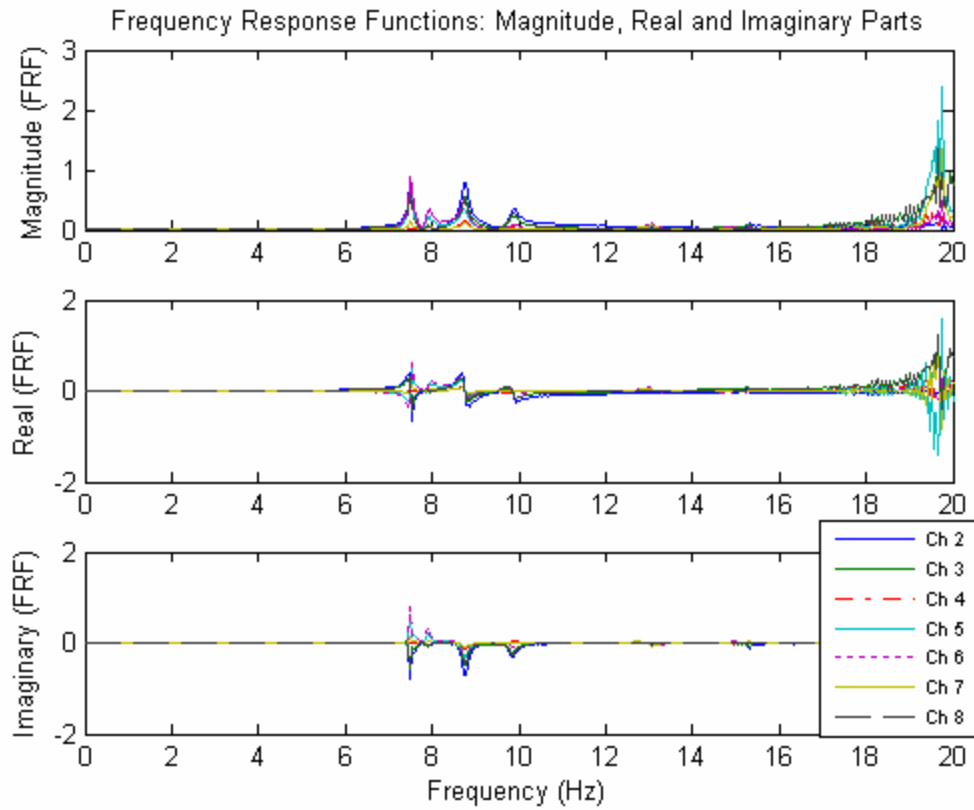 Frequency Response Functions: Magnitude, Real and Imaginary Parts
Magnitude (FRF)
3
2
1
0
0 2 4 6 8 10 12 14 16 18 20
Real (FRF)
2
0
-2
0 2 4 6 8 10 12 14 16 18 20
Imaginary (FRF)
2
0
-2
0 2 4 6 8 10 12 14 16 18 20
Frequency (Hz)
Ch 2
Ch 3
Ch 4
Ch 5
Ch 6
Ch 7
Ch 8